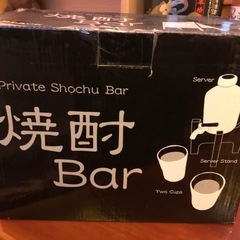 Private Shochu Bar
焼酎
Bar
Server
Server Stand
Two Cups